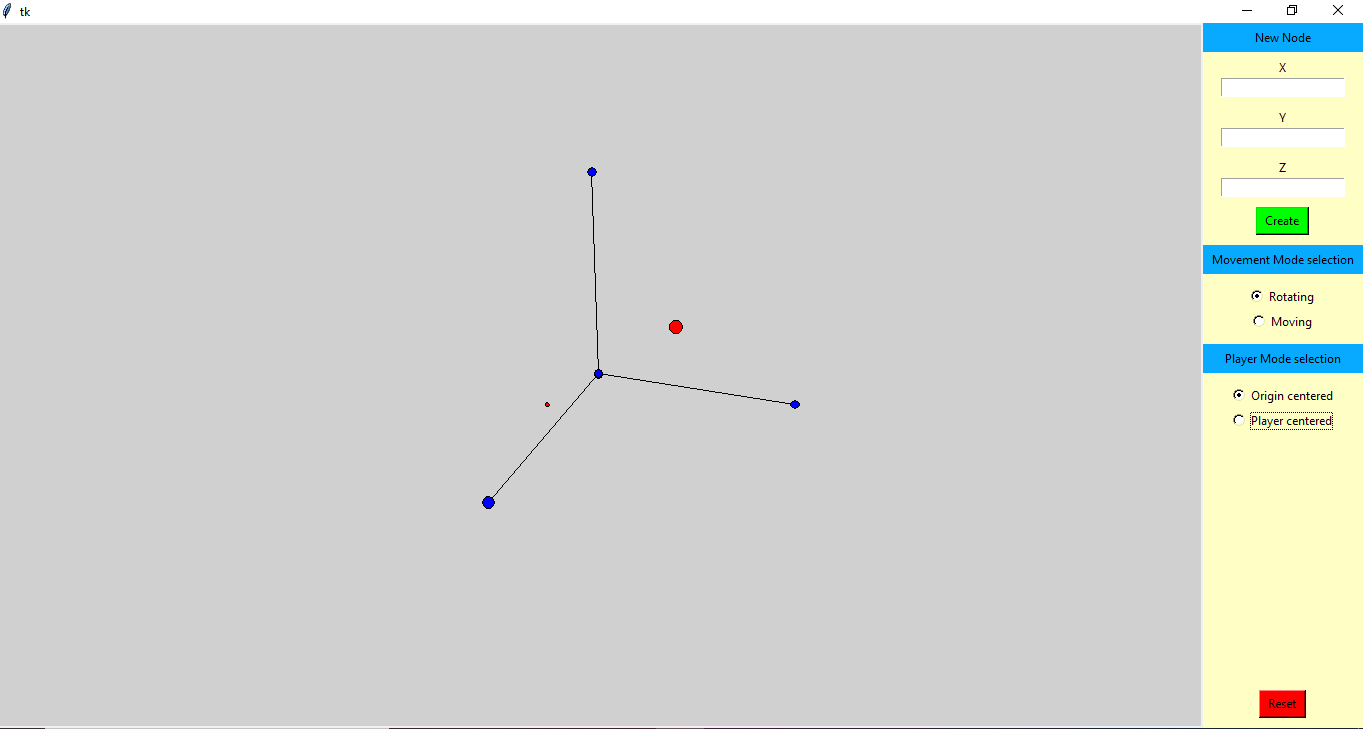 tk
New Node
X
Y
Z
Create
Movement Mode selection
Rotating
Moving
Player Mode selection
Origin centered
Player centered
Reset